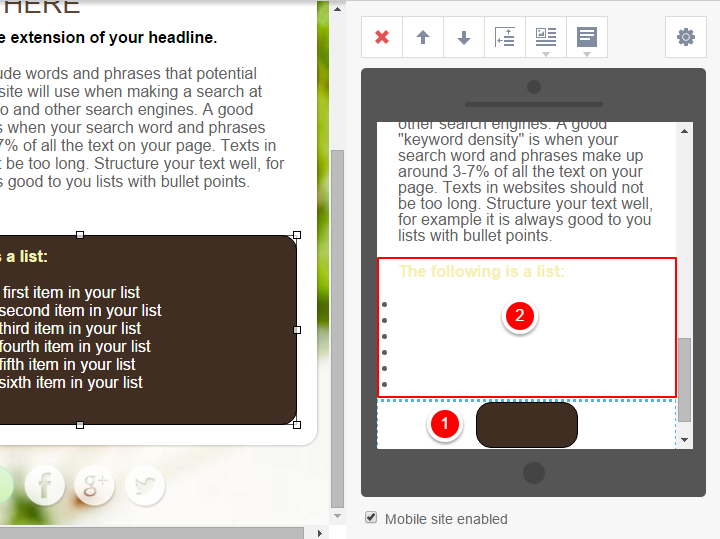 HERE
e extension of your headline.
ude words and phrases that potential
site will use when making a search at
o and other search engines. A good
s when your search word and phrases
7% of all the text on your page. Texts in
t be too long. Structure your text well, for
s good to you lists with bullet points.
s a list:
first item in your list
second item in your list
third item in your list
fourth item in your list
fifth item in your list
sixth item in your list
f g+
other search engines. A good
"keyword density" is when your
search word and phrases make up
around 3-7% of all the text on your
page. Texts in websites should not
be too long. Structure your text well,
for example it is always good to you
lists with bullet points.
The following is a list:
2
1
Mobile site enabled